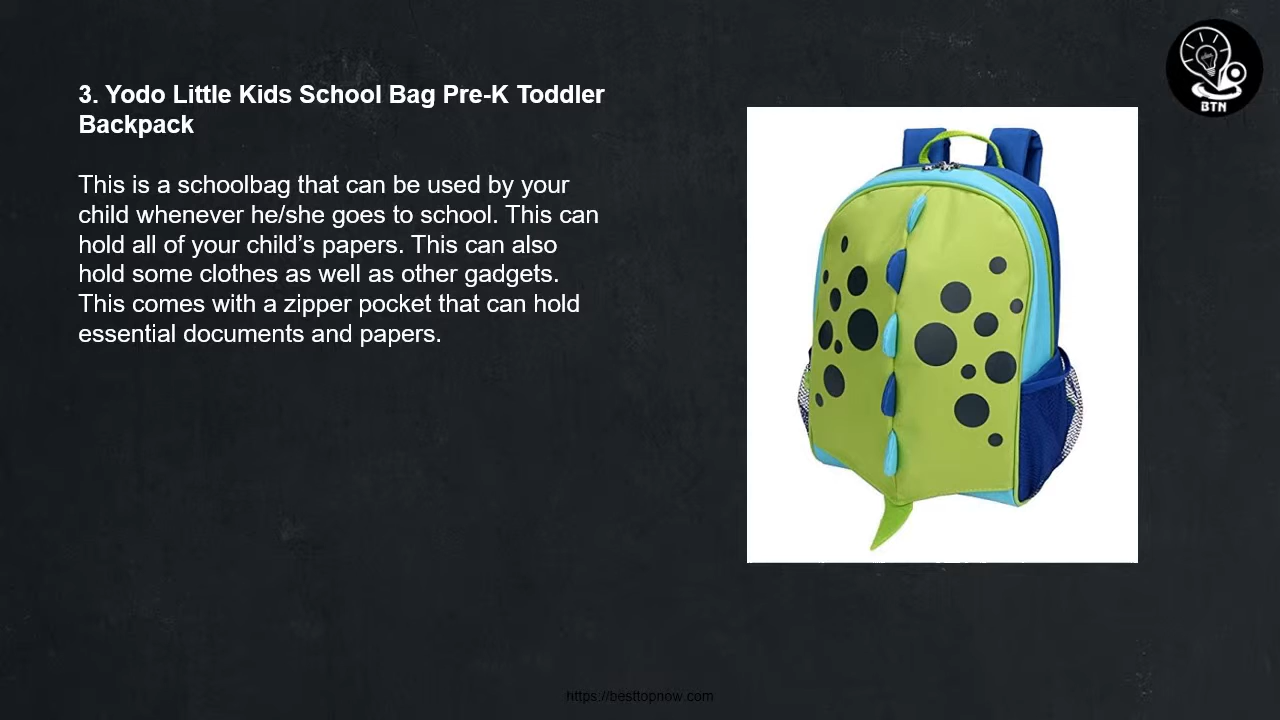 BTN
3. Yodo Little Kids School Bag Pre-K Toddler
Backpack
This is a schoolbag that can be used by your
child whenever he/she goes to school. This can
hold all of your child’s papers. This can also
hold some clothes as well as other gadgets.
This comes with a zipper pocket that can hold
essential documents and papers.
https://besttopnow.com